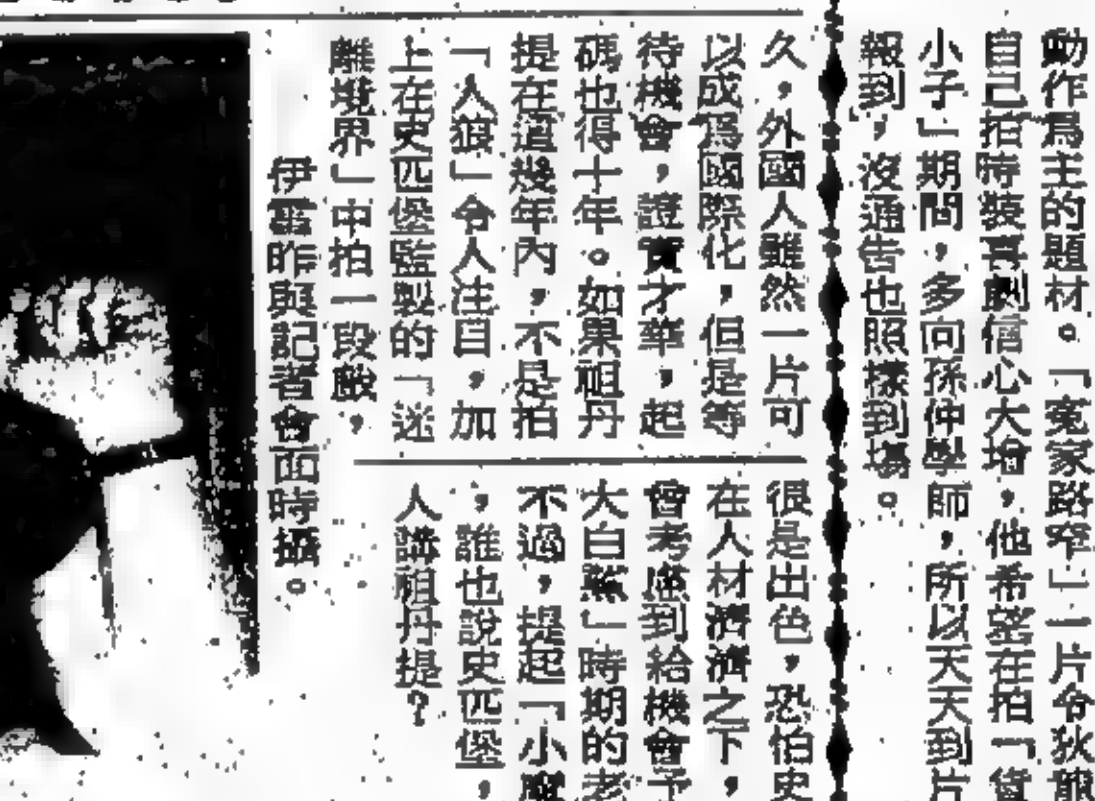 動作爲主的題材。「冤家路窄」一片令狄龍
自己拍時裝喜劇信心大增，他希望在拍「貨
小子」期間，多向孫仲學師，所以天天到片
報到，沒通告也照樣到場。
久，外國人雖然一片可
以成爲國際化，但是等
待機會，證實才華，起
碼也得十年。如果祖丹
提在這幾年內，不是拍
「人狼」令人注目，加
上在史匹堡監製的「迷
離境界」中拍一段戲，
很是出色，恐怕史
在人材濟濟之下，
曾考慮到給機會予
大白鯊」時期的老
不過，提起「小魔
，誰也說史匹堡，
人講祖丹提？
伊雷昨與記者會面時攝。